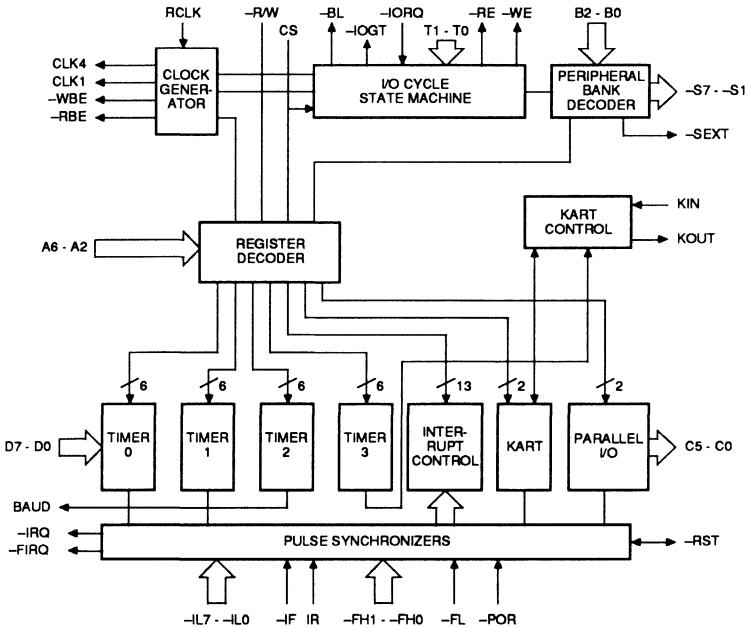 RCLK
–R/W
CS
–BL
–IOGT
–IORQ
T1 - T0
–RE
–WE
B2 - B0
CLK4
CLK1
–WBE
–RBE
CLOCK
GENER-
ATOR
I/O CYCLE
STATE MACHINE
PERIPHERAL
BANK
DECODER
–S7 - –S1
–SEXT
A6 - A2
REGISTER
DECODER
KART
CONTROL
KIN
KOUT
6
6
6
6
13
2
2
D7 - D0
TIMER
0
TIMER
1
TIMER
2
TIMER
3
INTER-
RUPT
CONTROL
KART
PARALLEL
I/O
C5 - C0
BAUD
–IRQ
–FIRQ
PULSE SYNCHRONIZERS
–RST
–IL7 - –IL0
–IF
IR
–FH1 - –FH0
–FL
–POR